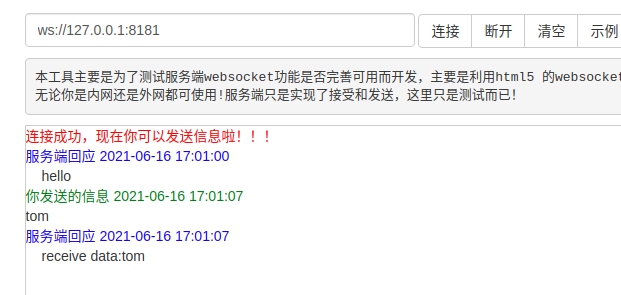 ws://127.0.0.1:8181 连接 断开 清空 示例
本工具主要是为了测试服务端websocket功能是否完善可用而开发，主要是利用html5 的websocket
无论你是内网还是外网都可使用!服务端只是实现了接受和发送，这里只是测试而已!
连接成功，现在你可以发送信息啦！！！
服务端回应 2021-06-16 17:01:00
hello
你发送的信息 2021-06-16 17:01:07
tom
服务端回应 2021-06-16 17:01:07
receive data:tom